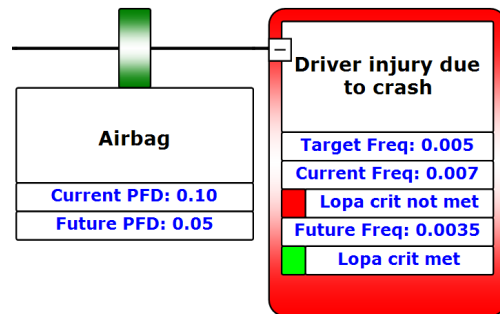 Airbag
Current PFD: 0.10
Future PFD: 0.05
Driver injury due
to crash
Target Freq: 0.005
Current Freq: 0.007
Lopa crit not met
Future Freq: 0.0035
Lopa crit met